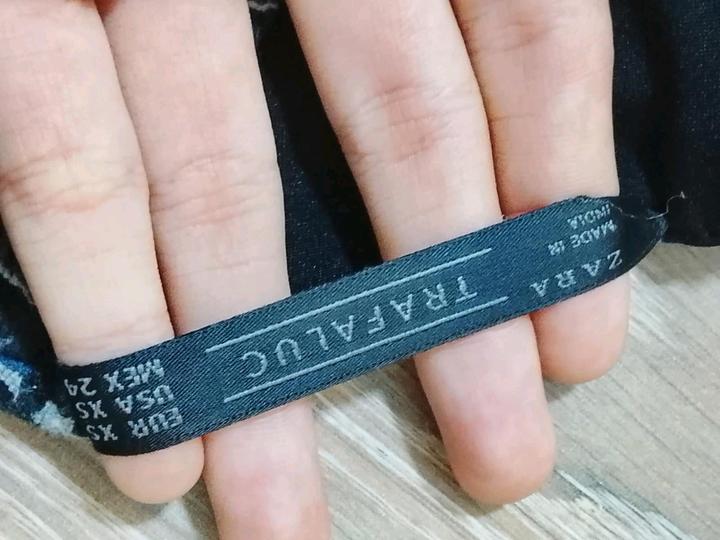 ZARA
MADE IN
INDIA
TRAFALUC
EUR XS
USA XS
MEX 24